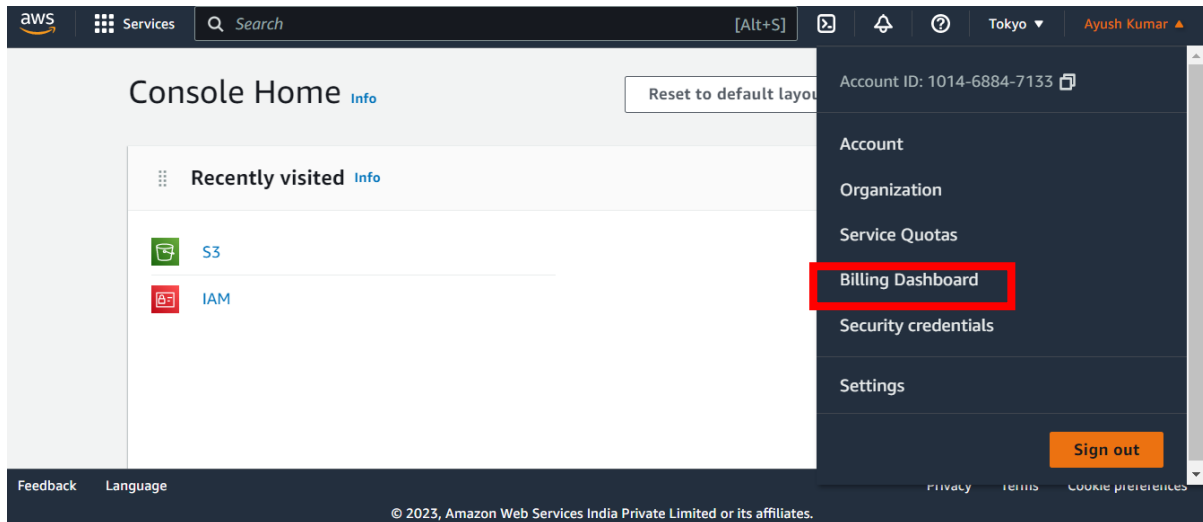 aws Services Search [Alt+S] Tokyo Ayush Kumar
Console Home Info
Reset to default layou
Account ID: 1014-6884-7133
Recently visited Info
S3
IAM
Account
Organization
Service Quotas
Billing Dashboard
Security credentials
Settings
Sign out
Feedback Language Privacy Terms Cookie preferences
© 2023, Amazon Web Services India Private Limited or its affiliates.